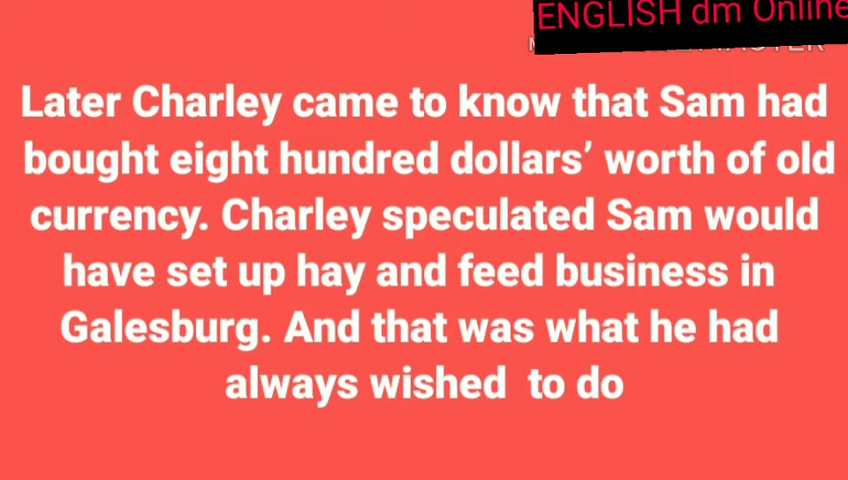 ENGLISH dm Online
Later Charley came to know that Sam had
bought eight hundred dollars’ worth of old
currency. Charley speculated Sam would
have set up hay and feed business in
Galesburg. And that was what he had
always wished to do